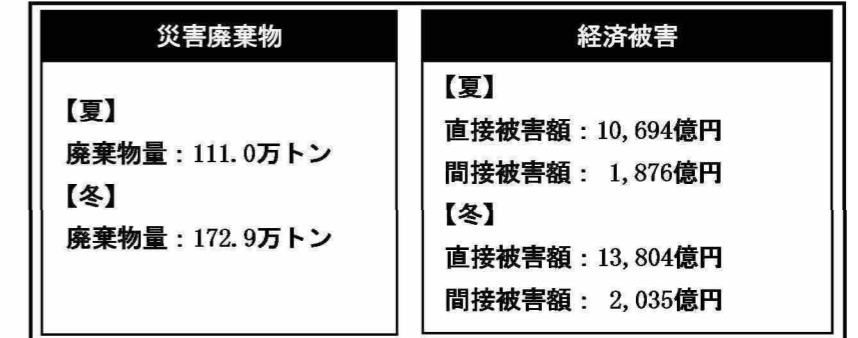 災害廃棄物
【夏】
廃棄物量：111.0万トン
【冬】
廃棄物量：172.9万トン
経済被害
【夏】
直接被害額：10,694億円
間接被害額： 1,876億円
【冬】
直接被害額：13,804億円
間接被害額： 2,035億円